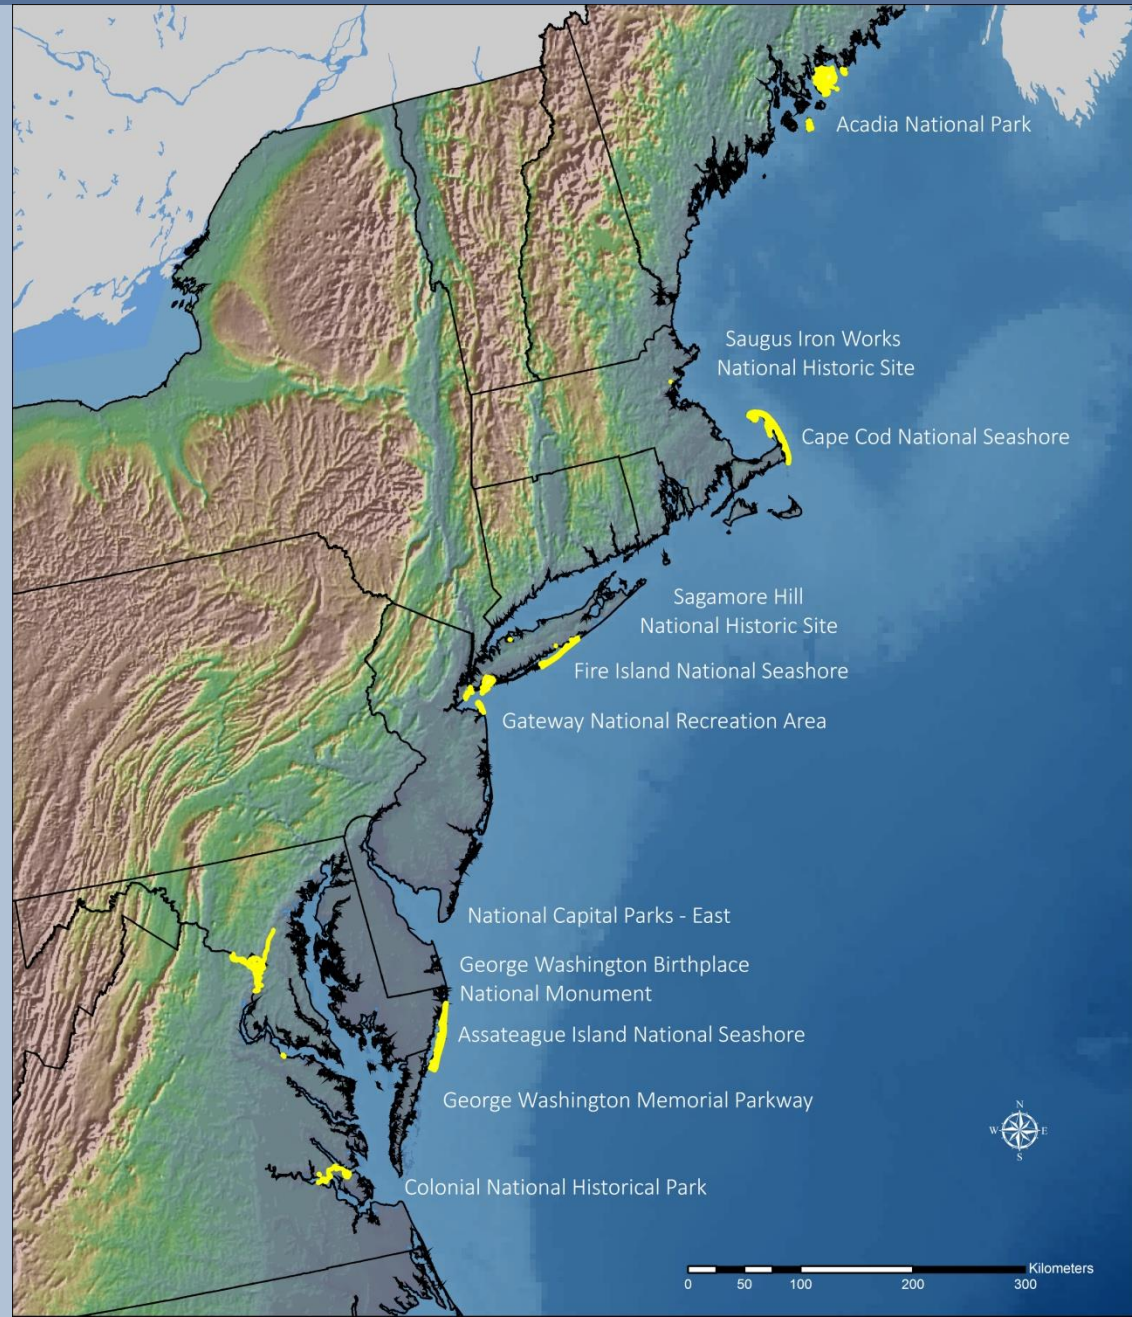 Acadia National Park
Saugus Iron Works
National Historic Site
Cape Cod National Seashore
Sagamore Hill
National Historic Site
Fire Island National Seashore
Gateway National Recreation Area
National Capital Parks - East
George Washington Birthplace
National Monument
Assateague Island National Seashore
George Washington Memorial Parkway
N
W E
S
Colonial National Historical Park
Kilometers
0 50 100 200 300